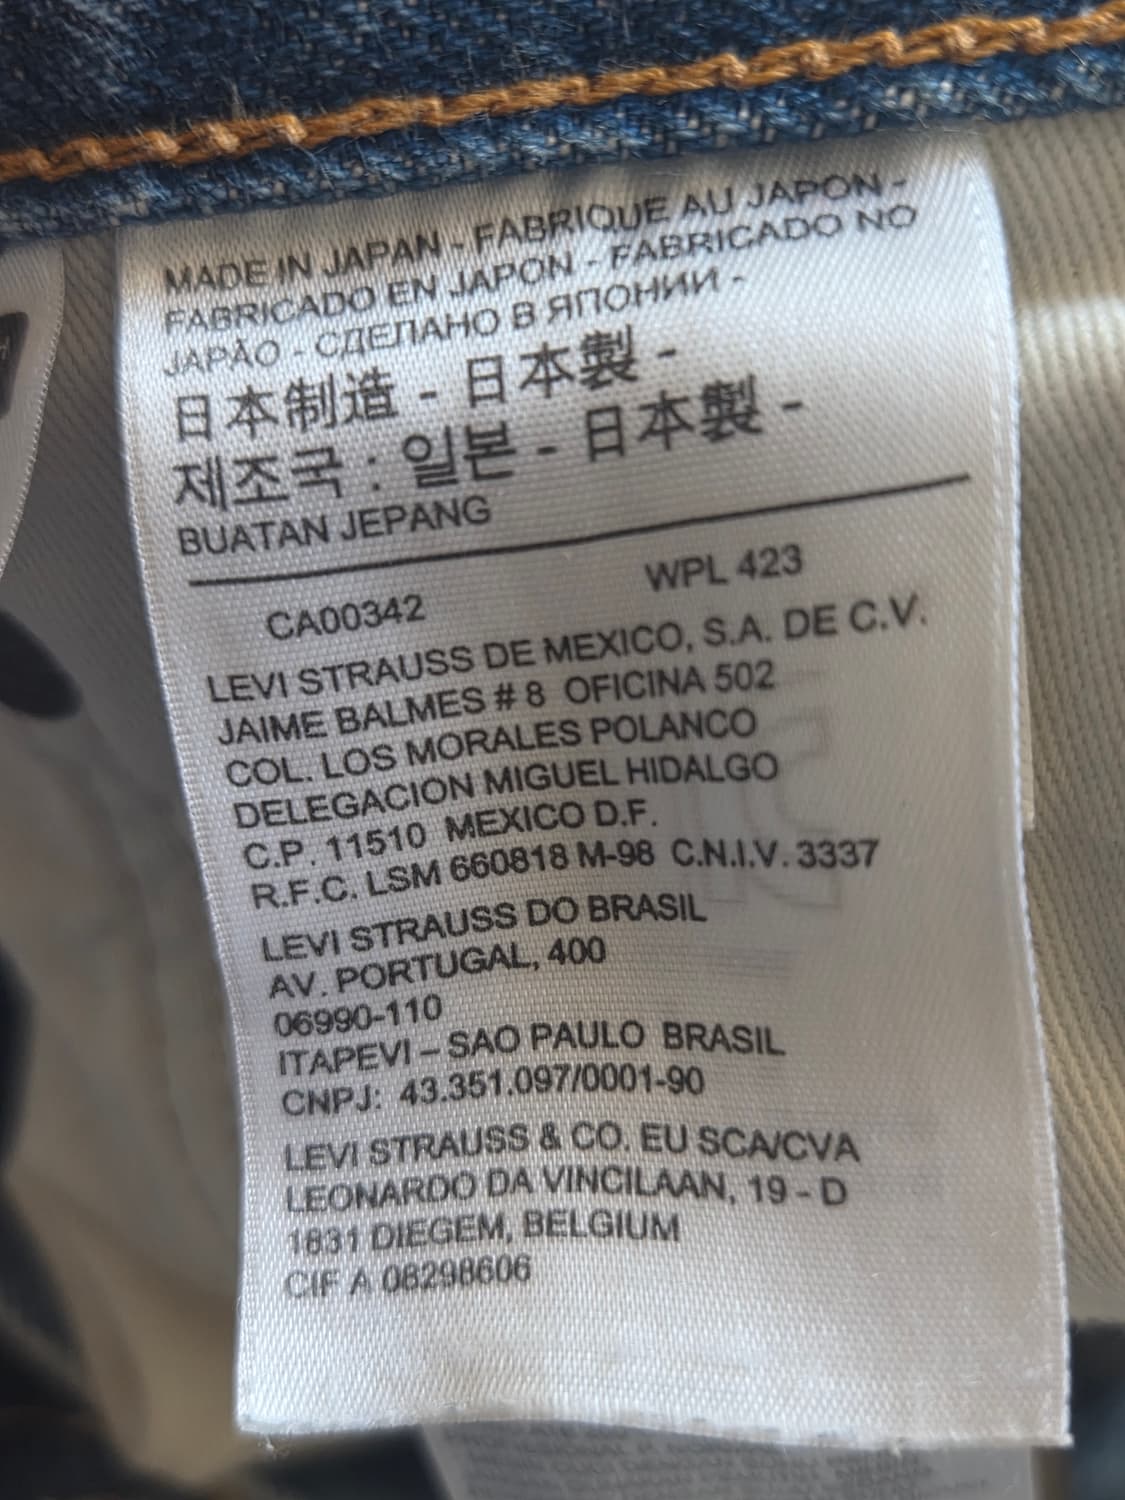 MADE IN JAPAN - FABRIQUE AU JAPON -
FABRICADO EN JAPON - FABRICADO NO
JAPÃO - СДЕЛАНО В ЯПОНИИ -
日本制造 - 日本製 -
제조국 : 일본 - 日本製 -
BUATAN JEPANG
CA00342 WPL 423
LEVI STRAUSS DE MEXICO, S.A. DE C.V.
JAIME BALMES # 8 OFICINA 502
COL. LOS MORALES POLANCO
DELEGACION MIGUEL HIDALGO
C.P. 11510 MEXICO D.F.
R.F.C. LSM 660818 M-98 C.N.I.V. 3337
LEVI STRAUSS DO BRASIL
AV. PORTUGAL, 400
06990-110
ITAPEVI – SAO PAULO BRASIL
CNPJ: 43.351.097/0001-90
LEVI STRAUSS & CO. EU SCA/CVA
LEONARDO DA VINCILAAN, 19 - D
1831 DIEGEM, BELGIUM
CIF A 08298606